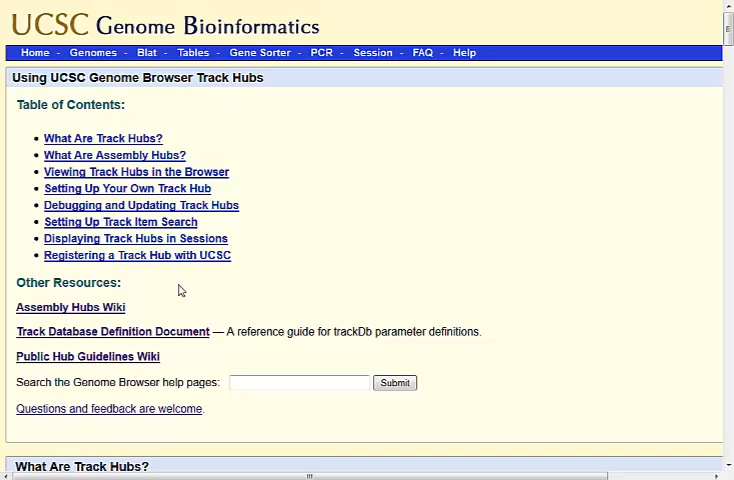 UCSC Genome Bioinformatics
Home - Genomes - Blat - Tables - Gene Sorter - PCR - Session - FAQ - Help
Using UCSC Genome Browser Track Hubs
Table of Contents:
• What Are Track Hubs?
• What Are Assembly Hubs?
• Viewing Track Hubs in the Browser
• Setting Up Your Own Track Hub
• Debugging and Updating Track Hubs
• Setting Up Track Item Search
• Displaying Track Hubs in Sessions
• Registering a Track Hub with UCSC
Other Resources:
Assembly Hubs Wiki
Track Database Definition Document — A reference guide for trackDb parameter definitions.
Public Hub Guidelines Wiki
Search the Genome Browser help pages: Submit
Questions and feedback are welcome.
What Are Track Hubs?